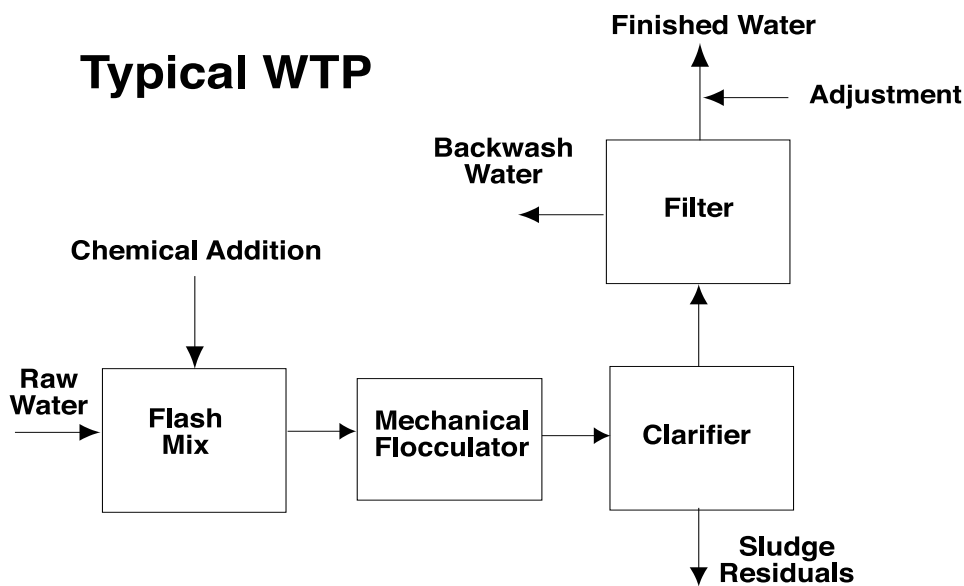 Typical WTP
Finished Water
Adjustment
Backwash
Water
Filter
Chemical Addition
Raw
Water
Flash
Mix
Mechanical
Flocculator
Clarifier
Sludge
Residuals